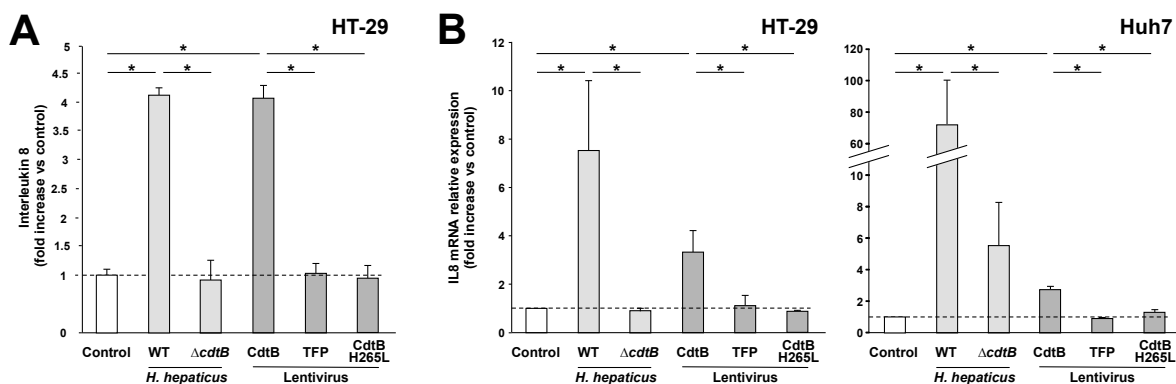 A
HT-29
Interleukin 8
(fold increase vs control)
5
4.5
4
3.5
3
2.5
2
1.5
1
0.5
0
*
*
*
*
*
*
Control
WT
ΔcdtB
CdtB
TFP
CdtB
H265L
H. hepaticus
Lentivirus
B
HT-29
IL8 mRNA relative expression
(fold increase vs control)
12
10
8
6
4
2
0
*
*
*
*
*
*
Control
WT
ΔcdtB
CdtB
TFP
CdtB
H265L
H. hepaticus
Lentivirus
Huh7
120
100
80
60
10
8
6
4
2
0
*
*
*
*
*
Control
WT
ΔcdtB
CdtB
TFP
CdtB
H265L
H. hepaticus
Lentivirus